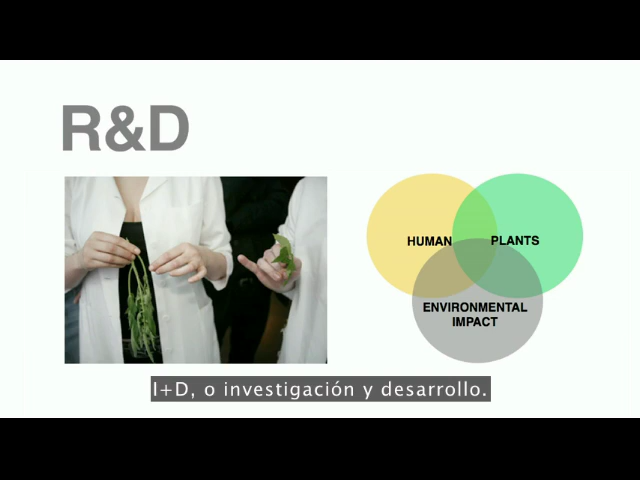 R&D
HUMAN
PLANTS
ENVIRONMENTAL
IMPACT
I+D, o investigación y desarrollo.